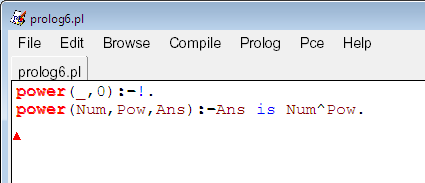 prolog6.pl
File Edit Browse Compile Prolog Pce Help
prolog6.pl
power(_,0):-!.
power(Num,Pow,Ans):-Ans is Num^Pow.